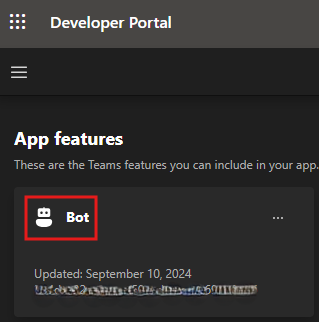 Developer Portal
App features
These are the Teams features you can include in your app.
Bot
...
Updated: September 10, 2024